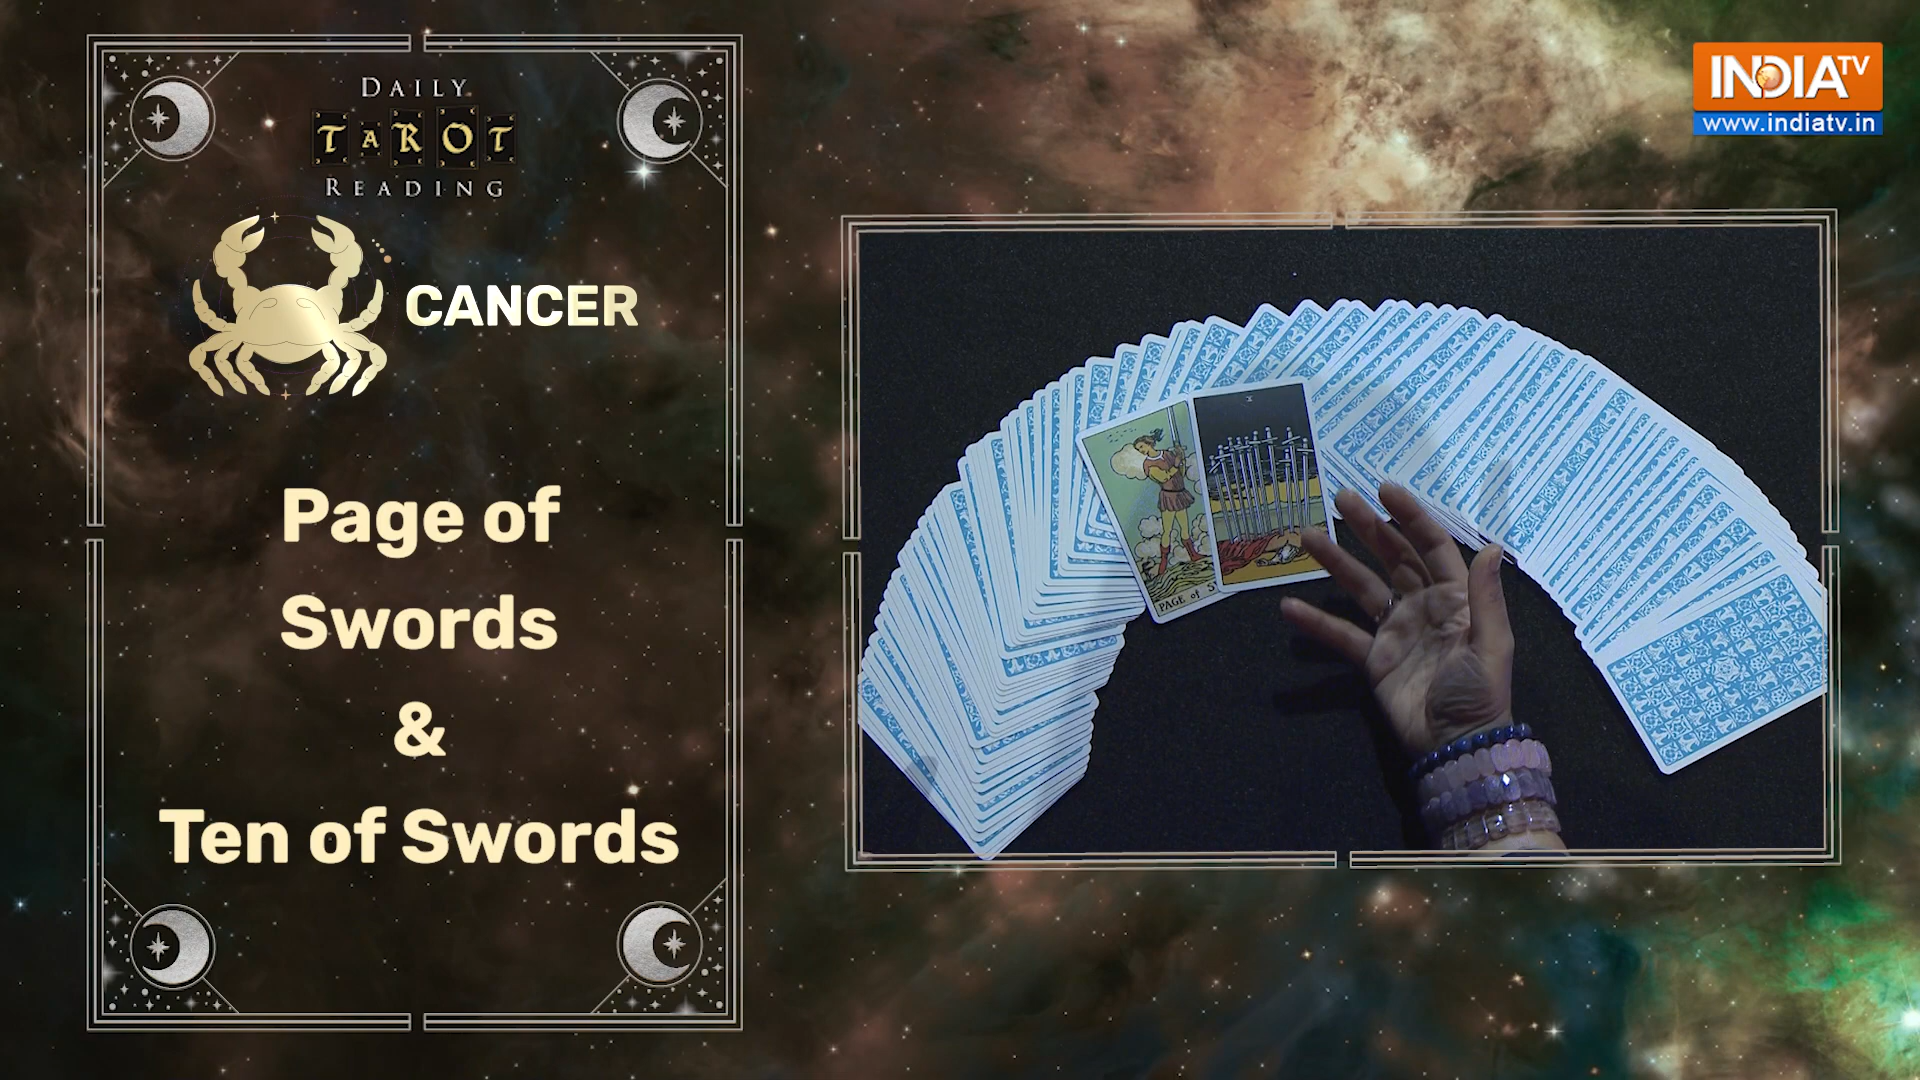 DAILY
TAROT
READING
CANCER
Page of
Swords
&
Ten of Swords
INDIA TV
www.indiatv.in
X
PAGE of S